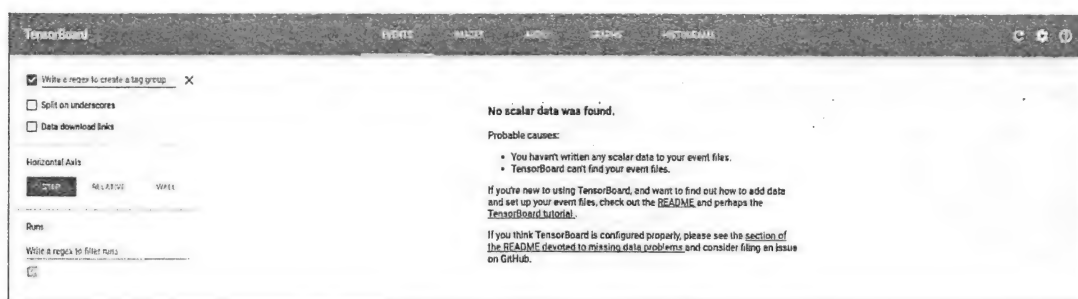 TensorBoard
EVENTS
IMAGES
AUDIO
GRAPHS
HISTOGRAMS
Write a regex to create a tag group
Split on underscores
Data download links
Horizontal Axis
STEP RELATIVE WALL
Runs
Write a regex to filter runs
No scalar data was found.
Probable causes:
• You haven't written any scalar data to your event files.
• TensorBoard can't find your event files.
If you're new to using TensorBoard, and want to find out how to add data
and set up your event files, check out the README and perhaps the
TensorBoard tutorial.
If you think TensorBoard is configured properly, please see the section of
the README devoted to missing data problems and consider filing an issue
on GitHub.